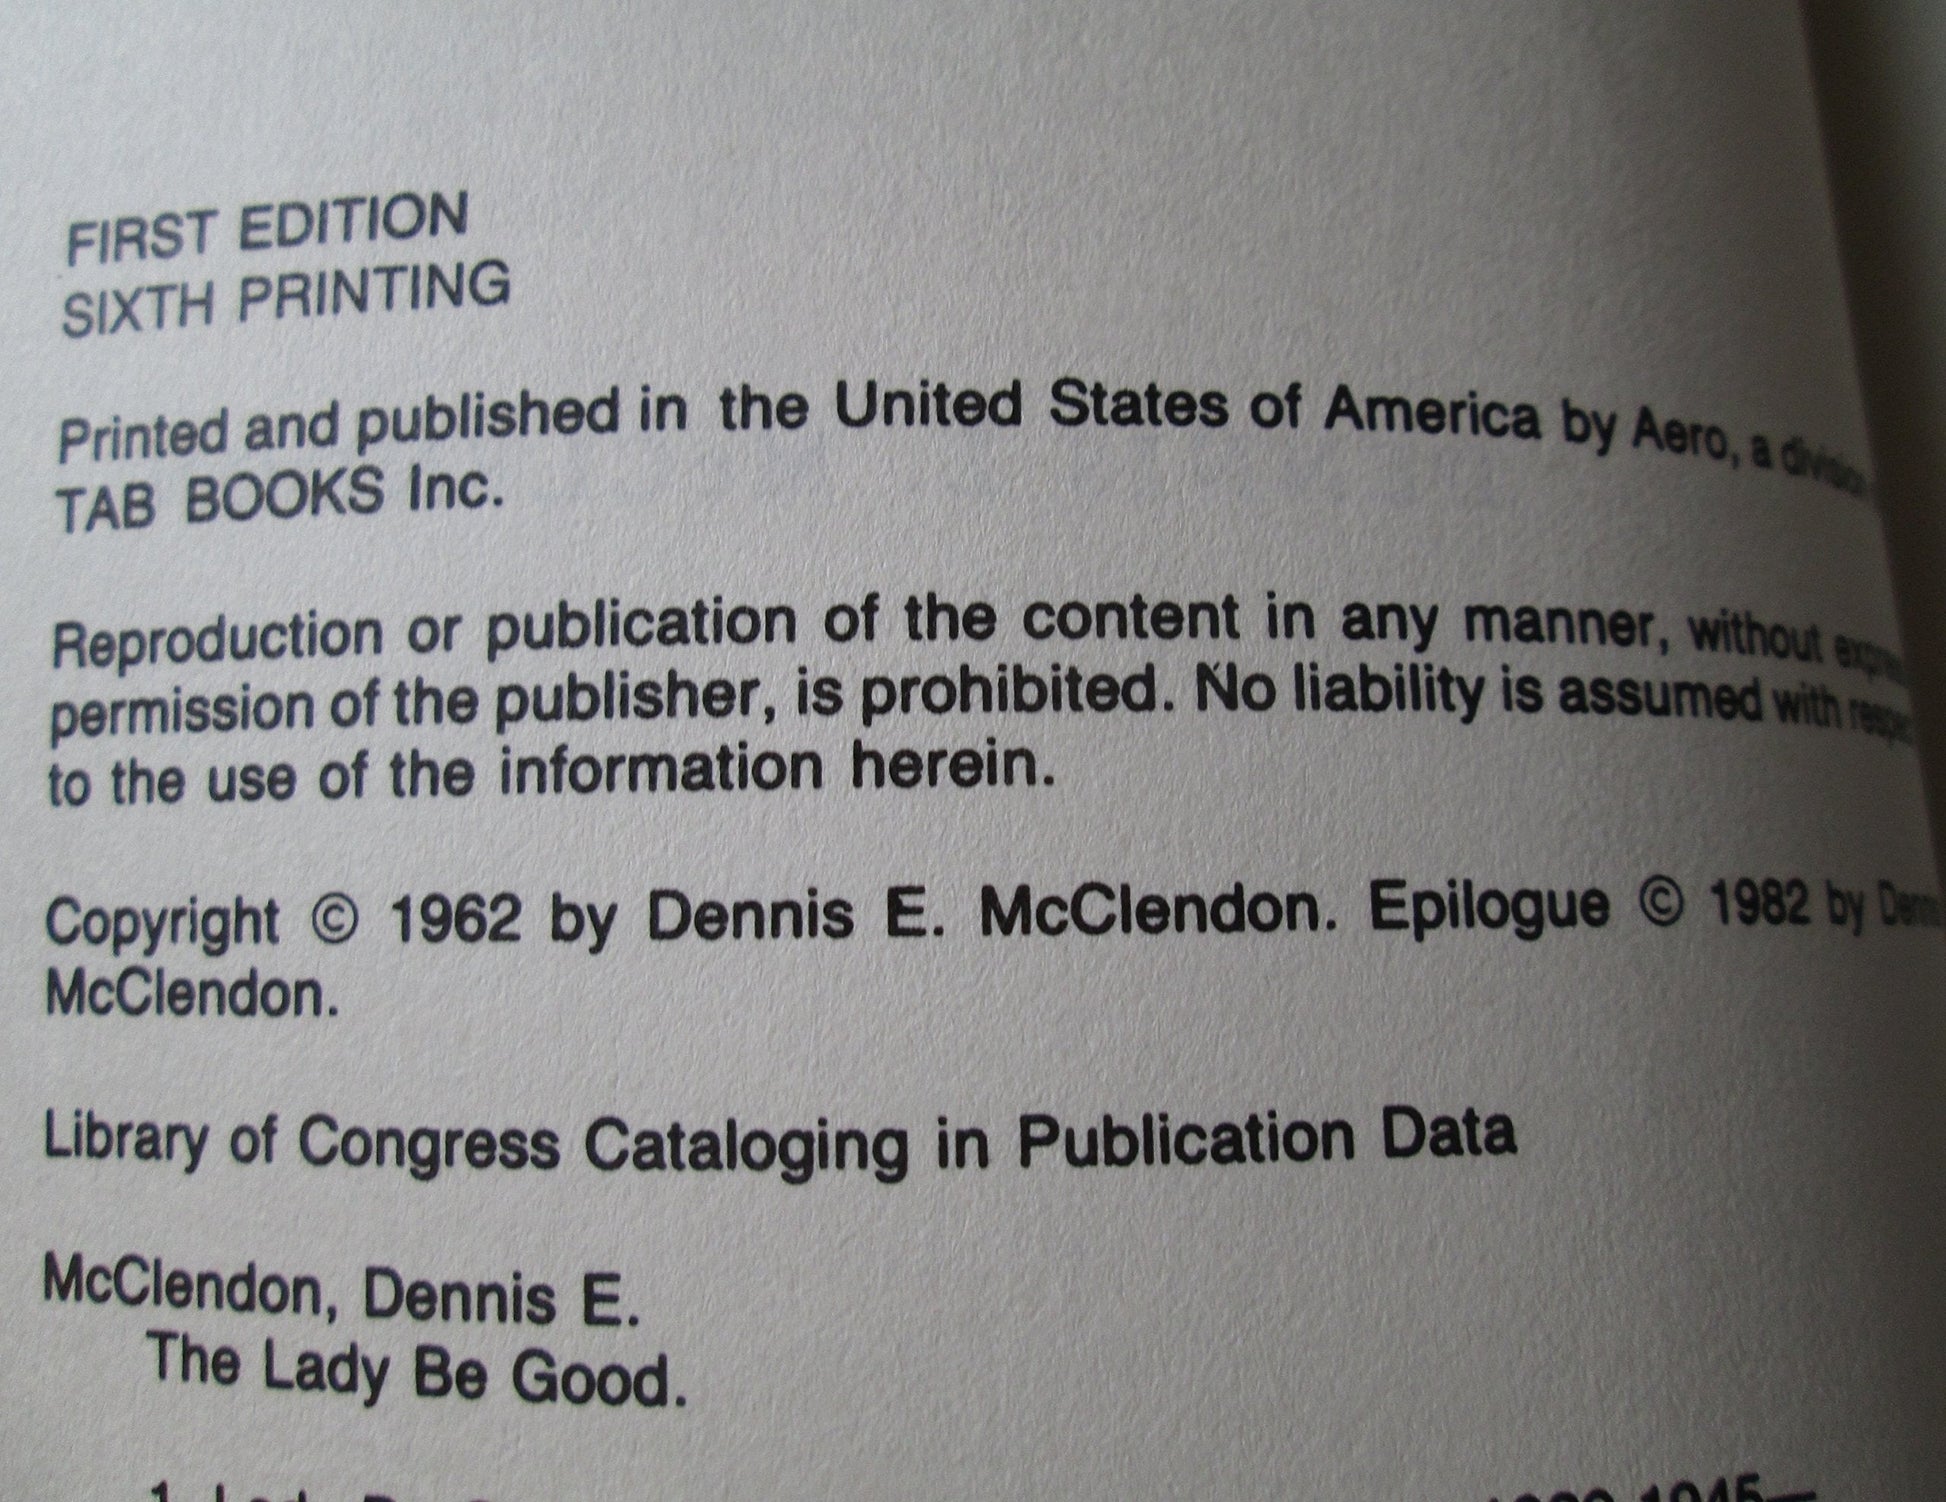 FIRST EDITION
SIXTH PRINTING
Printed and published in the United States of America by Aero, a division
TAB BOOKS Inc.
Reproduction or publication of the content in any manner, without
permission of the publisher, is prohibited. No liability is assumed with
to the use of the information herein.
Copyright © 1962 by Dennis E. McClendon. Epilogue © 1982 by
McClendon.
Library of Congress Cataloging in Publication Data
McClendon, Dennis E.
The Lady Be Good.